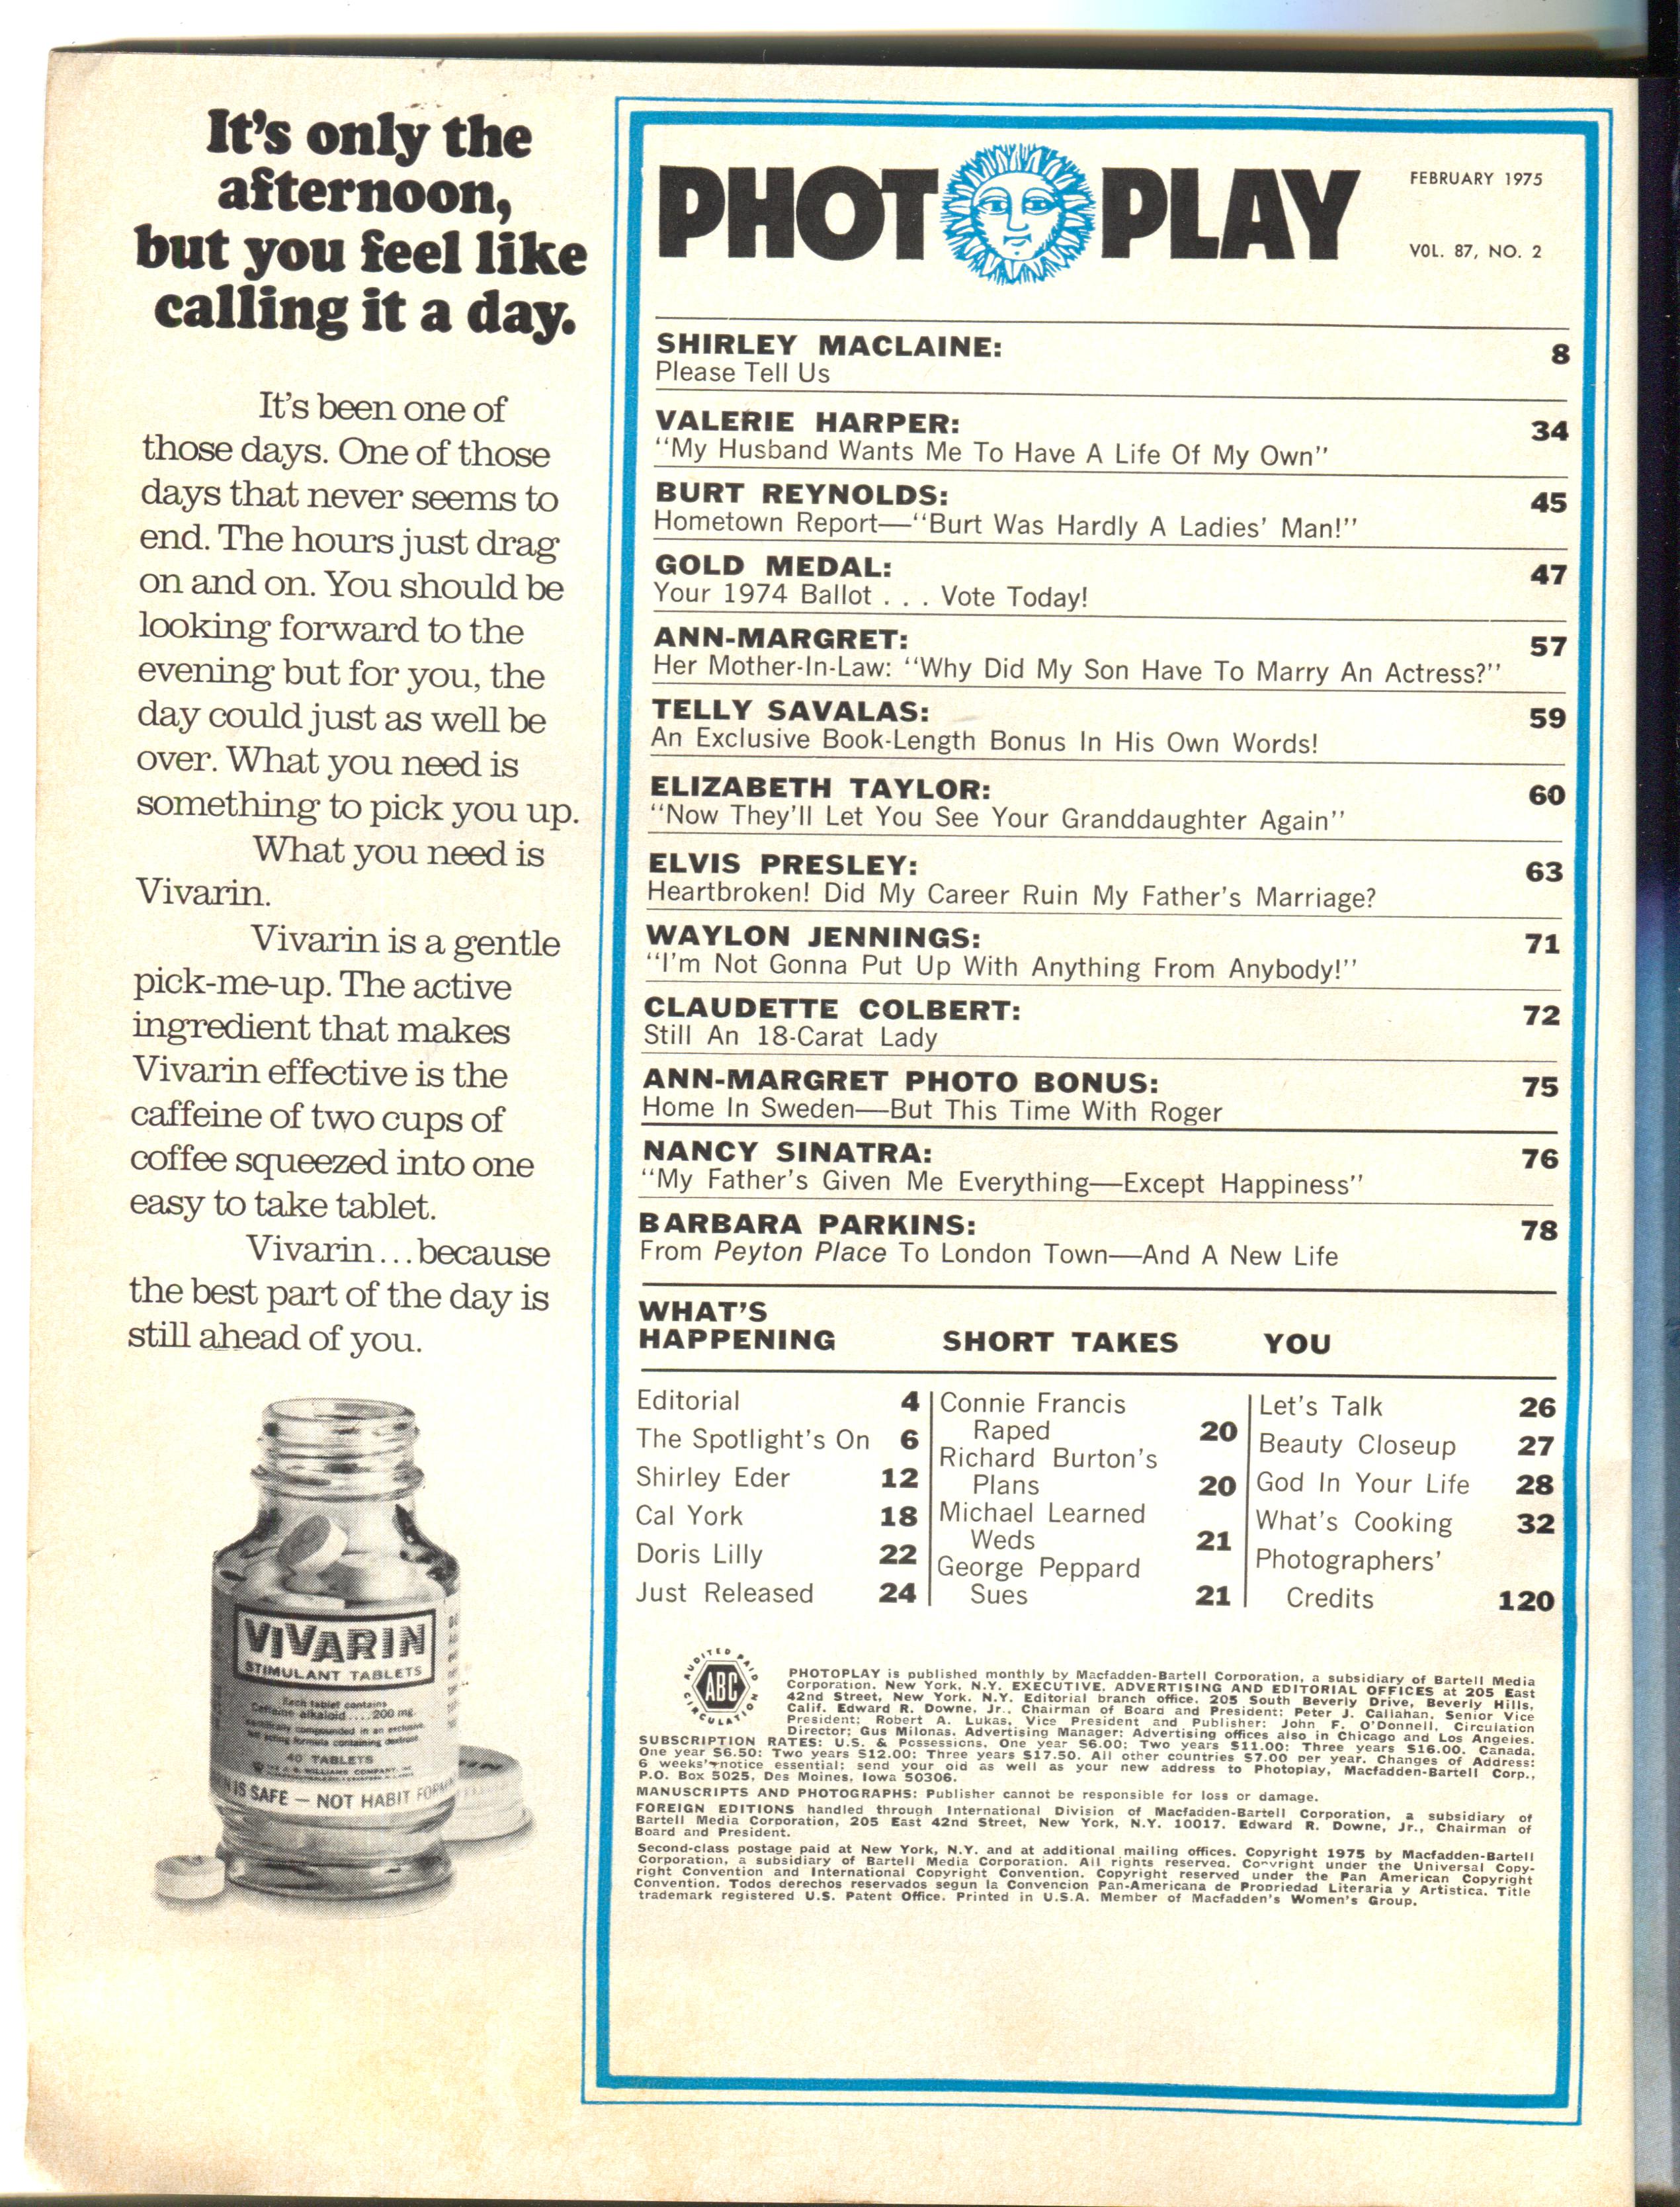 It's only the
afternoon,
but you feel like
calling it a day.
It's been one of
those days. One of those
days that never seems to
end. The hours just drag
on and on. You should be
looking forward to the
evening but for you, the
day could just as well be
over. What you need is
something to pick you up.
What you need is
Vivarin.
Vivarin is a gentle
pick-me-up. The active
ingredient that makes
Vivarin effective is the
caffeine of two cups of
coffee squeezed into one
easy to take tablet.
Vivarin...because
the best part of the day is
still ahead of you.
VIVARIN
STIMULANT TABLETS
Each tablet contains
Caffeine alkaloid....200 mg.
40 TABLETS
IS SAFE — NOT HABIT
PHOTOPLAY
FEBRUARY 1975
VOL. 87, NO. 2
SHIRLEY MACLAINE: 8
Please Tell Us
VALERIE HARPER: 34
"My Husband Wants Me To Have A Life Of My Own"
BURT REYNOLDS: 45
Hometown Report—"Burt Was Hardly A Ladies' Man!"
GOLD MEDAL: 47
Your 1974 Ballot . . . Vote Today!
ANN-MARGRET: 57
Her Mother-In-Law: "Why Did My Son Have To Marry An Actress?"
TELLY SAVALAS: 59
An Exclusive Book-Length Bonus In His Own Words!
ELIZABETH TAYLOR: 60
"Now They'll Let You See Your Granddaughter Again"
ELVIS PRESLEY: 63
Heartbroken! Did My Career Ruin My Father's Marriage?
WAYLON JENNINGS: 71
"I'm Not Gonna Put Up With Anything From Anybody!"
CLAUDETTE COLBERT: 72
Still An 18-Carat Lady
ANN-MARGRET PHOTO BONUS: 75
Home In Sweden—But This Time With Roger
NANCY SINATRA: 76
"My Father's Given Me Everything—Except Happiness"
BARBARA PARKINS: 78
From Peyton Place To London Town—And A New Life
WHAT'S
HAPPENING
Editorial 4
The Spotlight's On 6
Shirley Eder 12
Cal York 18
Doris Lilly 22
Just Released 24
SHORT TAKES
Connie Francis
Raped 20
Richard Burton's
Plans 20
Michael Learned
Weds 21
George Peppard
Sues 21
YOU
Let's Talk 26
Beauty Closeup 27
God In Your Life 28
What's Cooking 32
Photographers'
Credits 120
AUDITED PAID
ABC
CIRCULATION
PHOTOPLAY is published monthly by Macfadden-Bartell Corporation, a subsidiary of Bartell Media
Corporation, New York, N.Y. EXECUTIVE, ADVERTISING AND EDITORIAL OFFICES at 205 East
42nd Street, New York, N.Y. Editorial branch office, 205 South Beverly Drive, Beverly Hills,
Calif. Edward R. Downe, Jr., Chairman of Board and President; Peter J. Callahan, Senior Vice
President; Robert A. Lukas, Vice President and Publisher; John F. O'Donnell, Circulation
Director; Gus Milonas, Advertising Manager; Advertising offices also in Chicago and Los Angeles.
SUBSCRIPTION RATES: U.S. & Possessions, One year $6.00; Two years $11.00; Three years $16.00. Canada,
One year $6.50; Two years $12.00; Three years $17.50. All other countries $7.00 per year. Changes of Address:
6 weeks' notice essential; send your old as well as your new address to Photoplay, Macfadden-Bartell Corp.,
P.O. Box 5025, Des Moines, Iowa 50306.
MANUSCRIPTS AND PHOTOGRAPHS: Publisher cannot be responsible for loss or damage.
FOREIGN EDITIONS handled through International Division of Macfadden-Bartell Corporation, a subsidiary of
Bartell Media Corporation, 205 East 42nd Street, New York, N.Y. 10017. Edward R. Downe, Jr., Chairman of
Board and President.
Second-class postage paid at New York, N.Y. and at additional mailing offices. Copyright 1975 by Macfadden-Bartell
Corporation, a subsidiary of Bartell Media Corporation. All rights reserved. Copyright under the Universal Copy-
right Convention and International Copyright Convention. Copyright reserved under the Pan American Copyright
Convention. Todos derechos reservados segun la Convencion Pan-Americana de Propriedad Literaria y Artistica. Title
trademark registered U.S. Patent Office. Printed in U.S.A. Member of Macfadden's Women's Group.